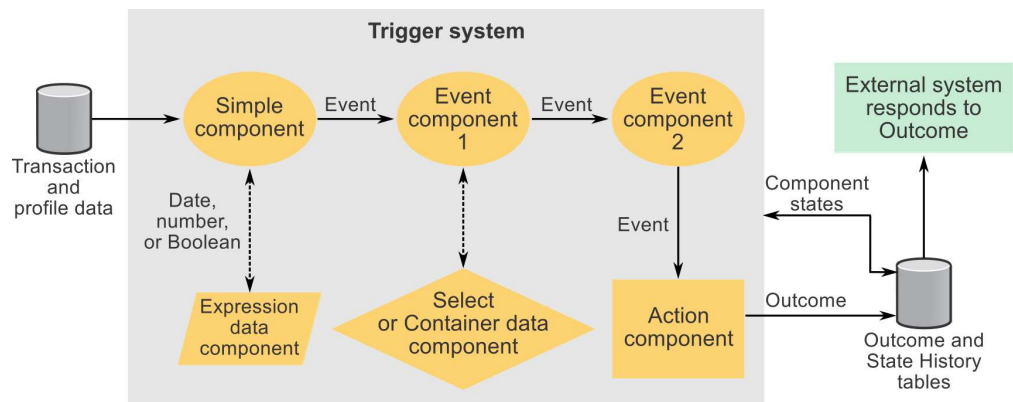 Trigger system
Transaction
and
profile data
Simple
component
Event
Event
component
1
Event
Event
component
2
External system
responds to
Outcome
Date,
number,
or Boolean
Event
Component
states
Expression
data
component
Select
or Container data
component
Action
component
Outcome
Outcome and
State History
tables